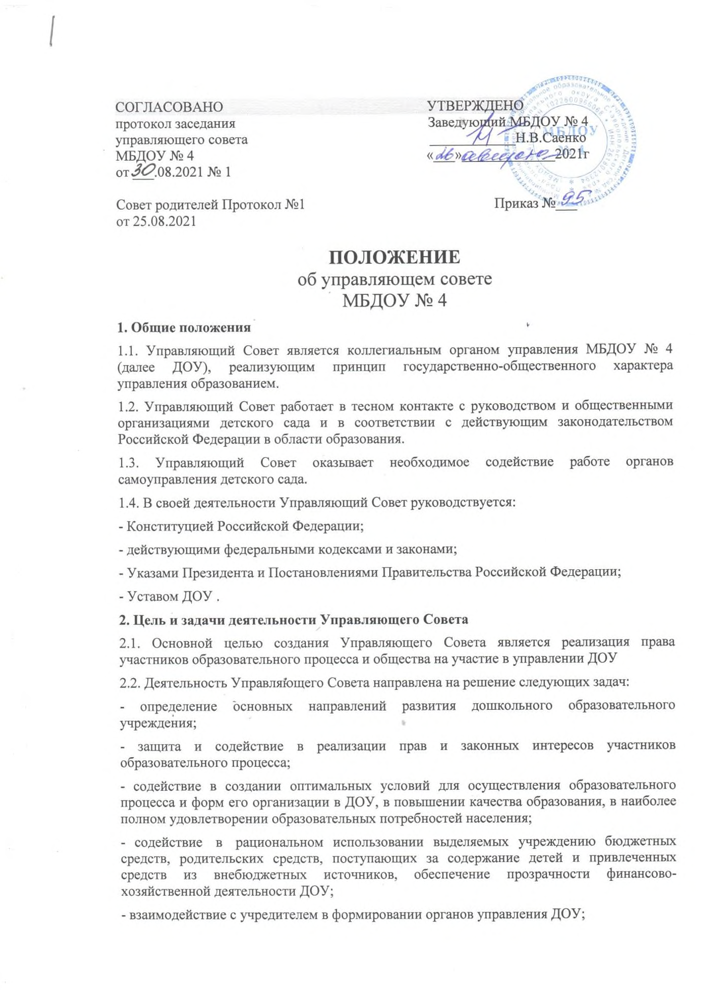 СОГЛАСОВАНО
протокол заседания
управляющего совета
МБДОУ № 4
от 30.08.2021 № 1
Совет родителей Протокол №1
от 25.08.2021
УТВЕРЖДЕНО
Заведующий МБДОУ № 4
Н.В.Саенко
«26» августа 2021г
Приказ № 95
МБДОУ
№ 4
ПОЛОЖЕНИЕ
об управляющем совете
МБДОУ № 4
1. Общие положения
1.1. Управляющий Совет является коллегиальным органом управления МБДОУ № 4
(далее ДОУ), реализующим принцип государственно-общественного характера
управления образованием.
1.2. Управляющий Совет работает в тесном контакте с руководством и общественными
организациями детского сада и в соответствии с действующим законодательством
Российской Федерации в области образования.
1.3. Управляющий Совет оказывает необходимое содействие работе органов
самоуправления детского сада.
1.4. В своей деятельности Управляющий Совет руководствуется:
- Конституцией Российской Федерации;
- действующими федеральными кодексами и законами;
- Указами Президента и Постановлениями Правительства Российской Федерации;
- Уставом ДОУ .
2. Цель и задачи деятельности Управляющего Совета
2.1. Основной целью создания Управляющего Совета является реализация права
участников образовательного процесса и общества на участие в управлении ДОУ
2.2. Деятельность Управляющего Совета направлена на решение следующих задач:
- определение основных направлений развития дошкольного образовательного
учреждения;
- защита и содействие в реализации прав и законных интересов участников
образовательного процесса;
- содействие в создании оптимальных условий для осуществления образовательного
процесса и форм его организации в ДОУ, в повышении качества образования, в наиболее
полном удовлетворении образовательных потребностей населения;
- содействие в рациональном использовании выделяемых учреждению бюджетных
средств, родительских средств, поступающих за содержание детей и привлеченных
средств из внебюджетных источников, обеспечение прозрачности финансово-
хозяйственной деятельности ДОУ;
- взаимодействие с учредителем в формировании органов управления ДОУ;